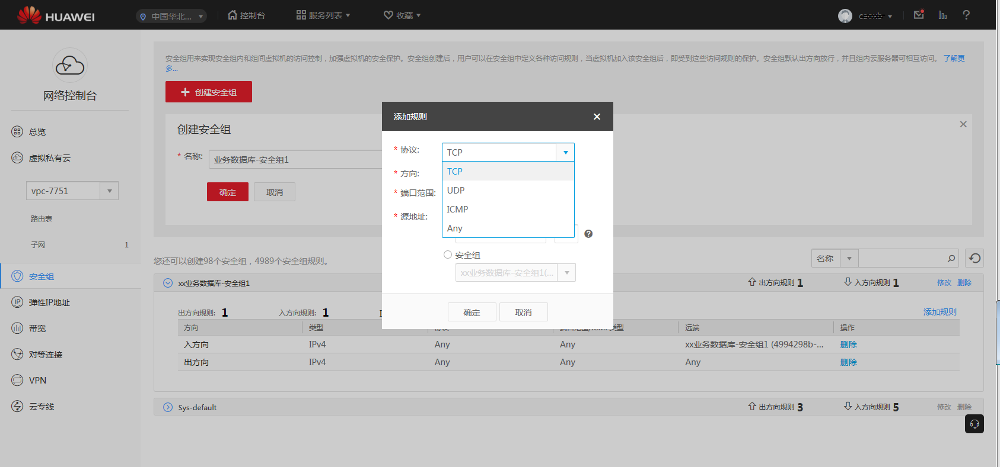 HUAWEI
中国华北...
控制台
服务列表
收藏
网络控制台
总览
虚拟私有云
vpc-7751
路由表
子网 1
安全组
弹性IP地址
带宽
对等连接
VPN
云专线
安全组用来实现安全组内和组间虚拟机的访问控制，加强虚拟机的安全保护。安全组创建后，用户可以在安全组中定义各种访问规则，当虚拟机加入该安全组后，即受到这些访问规则的保护。安全组默认出方向放行，并且组内云服务器可相互访问。 了解更
多...
创建安全组
创建安全组
* 名称: 业务数据库-安全组1
确定 取消
添加规则
* 协议: TCP
TCP
* 方向:
UDP
* 端口范围:
ICMP
* 源地址:
Any
安全组
xx业务数据库-安全组1(...
确定 取消
您还可以创建98个安全组，4989个安全组规则。
名称
xx业务数据库-安全组1 出方向规则 1 入方向规则 1 修改 删除
出方向规则: 1 入方向规则: 1 添加规则
方向 类型 远端 操作
入方向 IPv4 Any Any xx业务数据库-安全组1 (4994298b-... 删除
出方向 IPv4 Any Any Any 删除
Sys-default 出方向规则 3 入方向规则 5 修改 删除